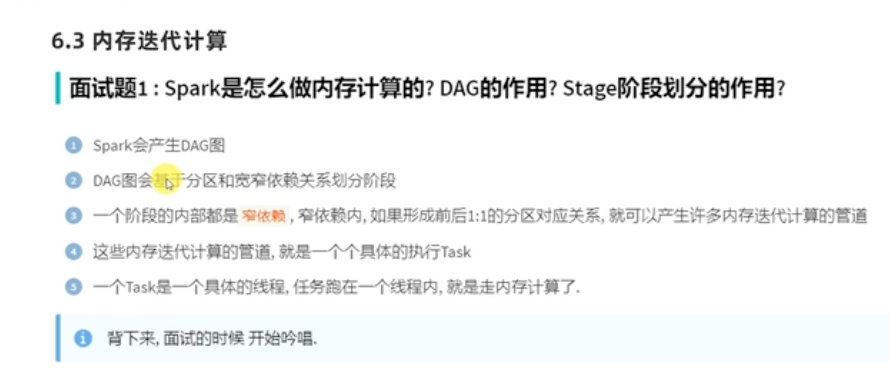 6.3 内存迭代计算
面试题1 : Spark是怎么做内存计算的? DAG的作用? Stage阶段划分的作用?
1 Spark会产生DAG图
2 DAG图会基于分区和宽窄依赖关系划分阶段
3 一个阶段的内部都是 窄依赖 , 窄依赖内, 如果形成前后1:1的分区对应关系, 就可以产生许多内存迭代计算的管道
4 这些内存迭代计算的管道, 就是一个个具体的执行Task
5 一个Task是一个具体的线程, 任务跑在一个线程内, 就是走内存计算了.
背下来, 面试的时候 开始吟唱.